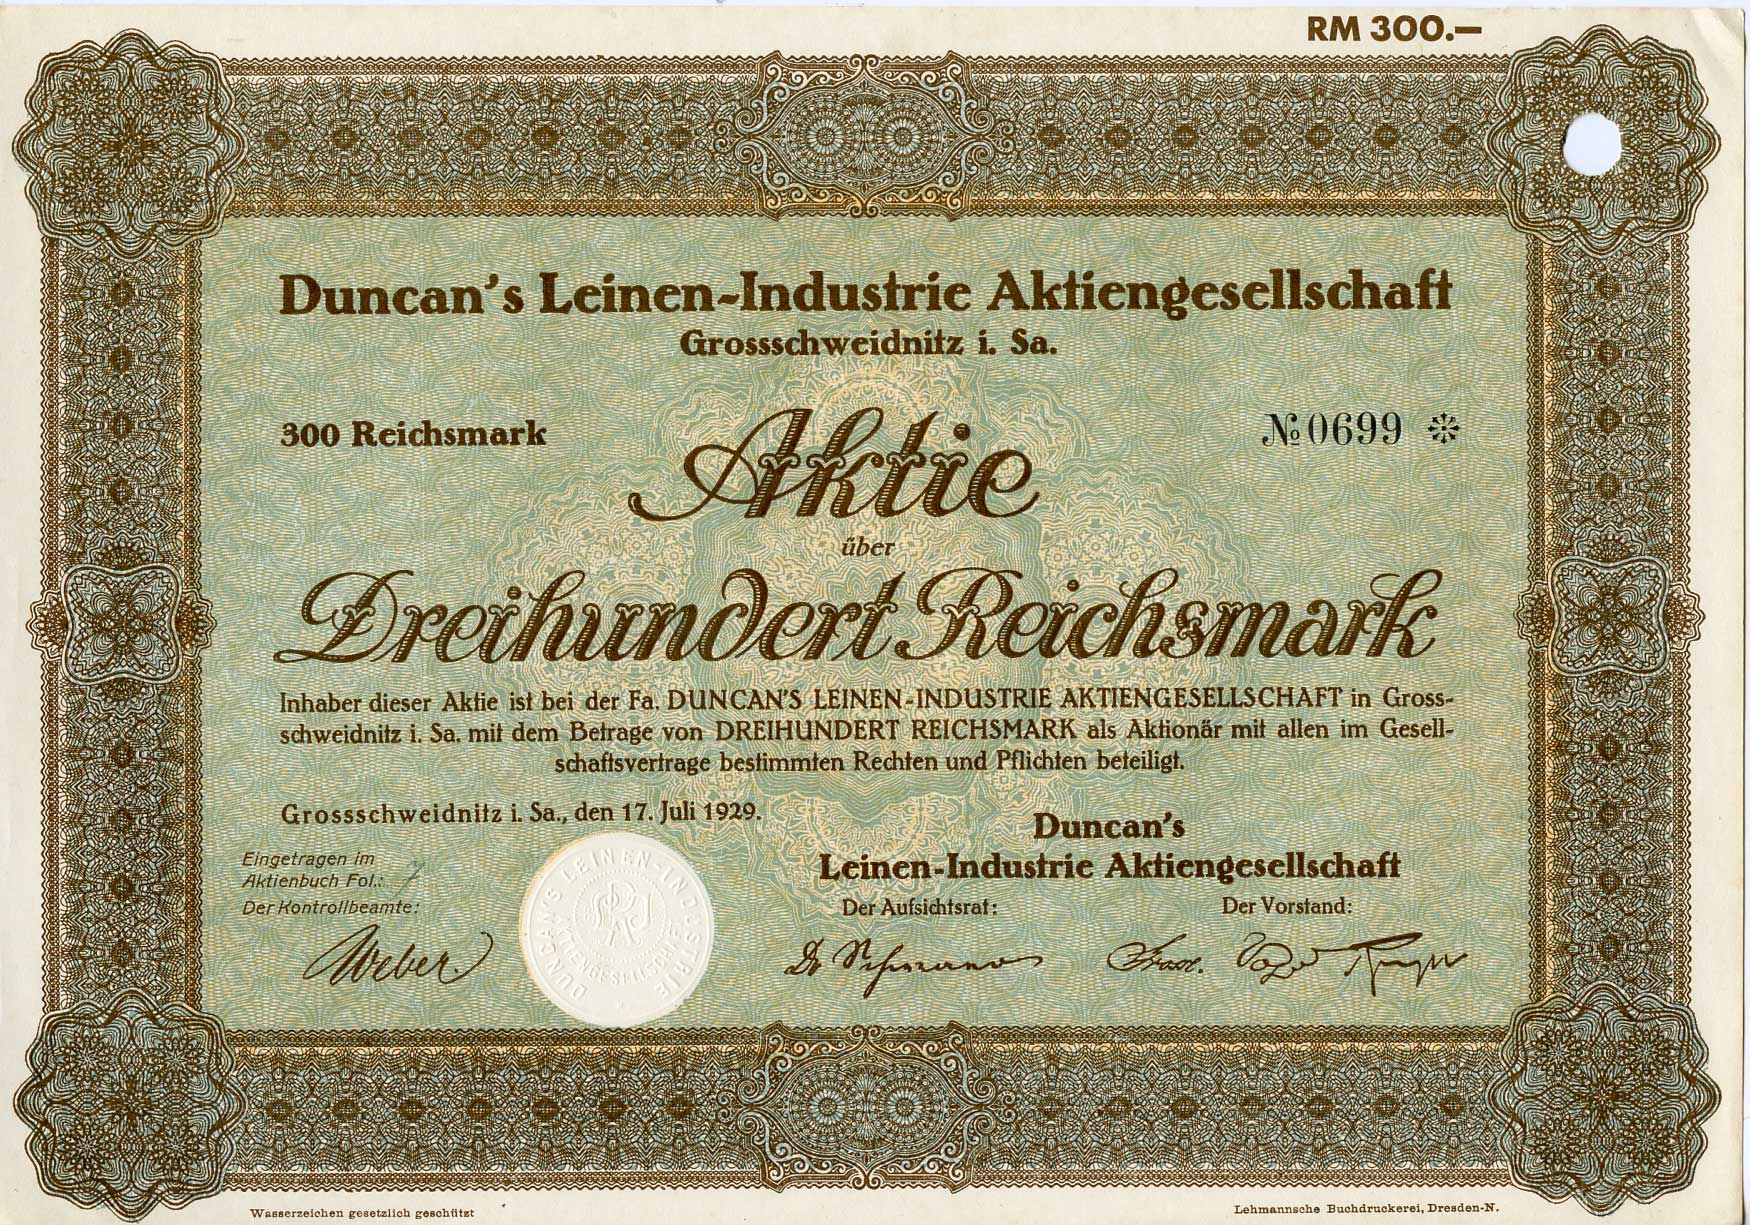 RM 300.—
Duncan's Leinen-Industrie Aktiengesellschaft
Grossschweidnitz i. Sa.
300 Reichsmark
Aktie
№ 0699 ❊
über
Dreihundert Reichsmark
Inhaber dieser Aktie ist bei der Fa. DUNCAN'S LEINEN-INDUSTRIE AKTIENGESELLSCHAFT in Gross-
schweidnitz i. Sa. mit dem Betrage von DREIHUNDERT REICHSMARK als Aktionär mit allen im Gesell-
schaftsvertrage bestimmten Rechten und Pflichten beteiligt.
Grossschweidnitz i. Sa., den 17. Juli 1929.
Duncan's
Leinen-Industrie Aktiengesellschaft
Der Aufsichtsrat:
Der Vorstand:
Eingetragen im
Aktienbuch Fol.: 7
Der Kontrollbeamte:
Weber.
DUNCAN'S LEINEN-INDUSTRIE
AKTIENGESELLSCHAFT
Dr
Wasserzeichen gesetzlich geschützt
Lehmannsche Buchdruckerei, Dresden-N.